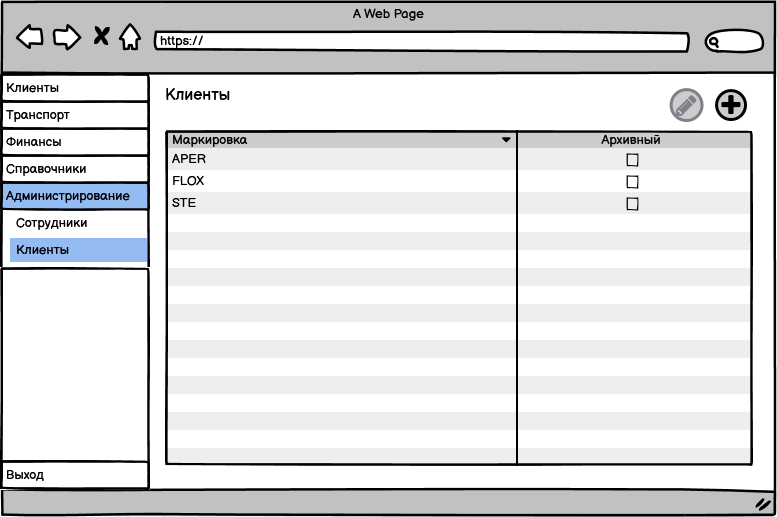 A Web Page
https://
Клиенты
Транспорт
Финансы
Справочники
Администрирование
Сотрудники
Клиенты
Выход
Клиенты
Маркировка Архивный
APER
FLOX
STE